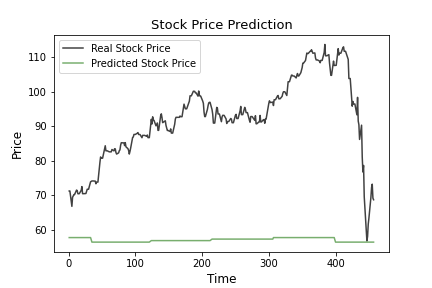 Stock Price Prediction
Real Stock Price
Predicted Stock Price
Price
110
100
90
80
70
60
0 100 200 300 400
Time